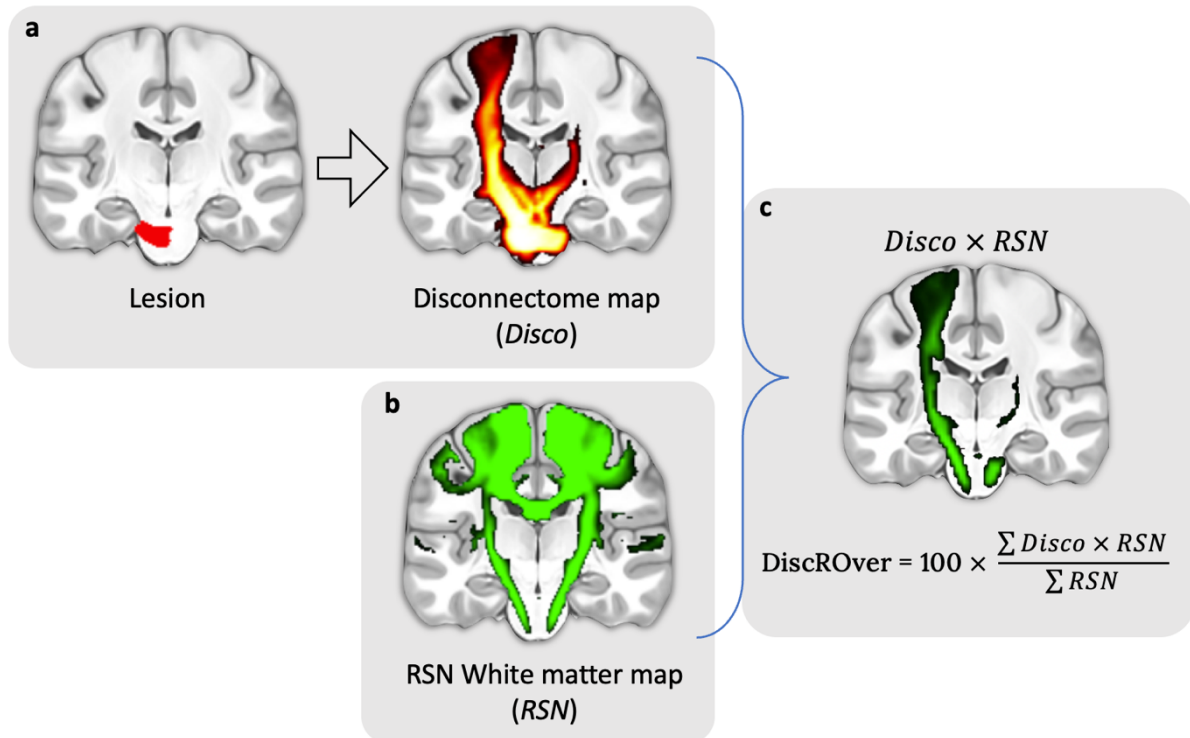 a
Lesion
Disconnectome map
(Disco)
b
RSN White matter map
(RSN)
c
Disco × RSN
DiscROver = 100 × ∑ Disco × RSN / ∑ RSN